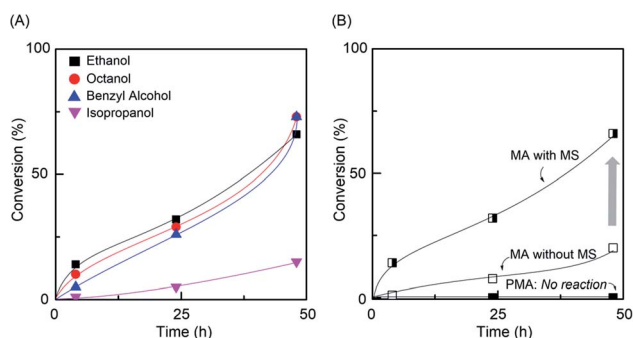 (A)
100
50
0
Conversion (%)
Ethanol
Octanol
Benzyl Alcohol
Isopropanol
0
25
50
Time (h)
(B)
100
50
0
Conversion (%)
MA with MS
MA without MS
PMA: No reaction
0
25
50
Time (h)